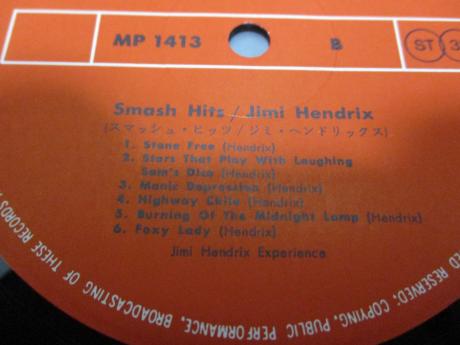 MP 1413 B ST 3
Smash Hits / Jimi Hendrix
(スマッシュ・ヒッツ/ジミ・ヘンドリックス)
1. Stone Free (Hendrix)
2. Stars That Play With Laughing
Sam's Dice (Hendrix)
3. Manic Depression (Hendrix)
4. Highway Chile (Hendrix)
5. Burning Of The Midnight Lamp (Hendrix)
6. Foxy Lady (Hendrix)
Jimi Hendrix Experience
ED RESERVED: COPYING, PUBLIC PERFORMANCE, BROADCASTING OF THESE RECORDS